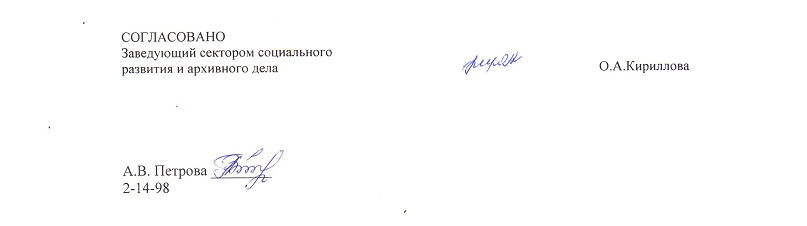 СОГЛАСОВАНО
Заведующий сектором социального
развития и архивного дела О.А.Кириллова
А.В. Петрова
2-14-98